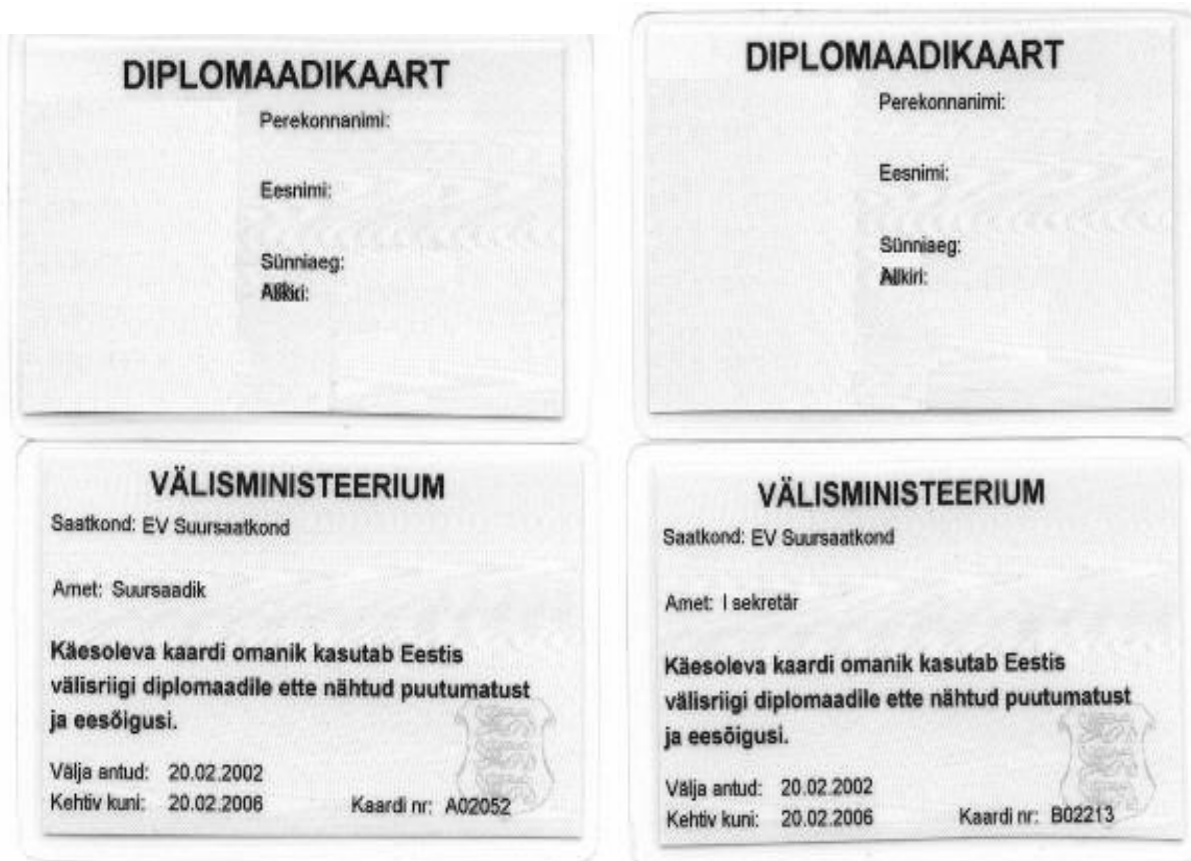 DIPLOMAADIKAART
Perekonnanimi:
Eesnimi:
Sünniaeg:
Allkiri:
DIPLOMAADIKAART
Perekonnanimi:
Eesnimi:
Sünniaeg:
Allkiri:
VÄLISMINISTEERIUM
Saatkond: EV Suursaatkond
Amet: Suursaadik
Käesoleva kaardi omanik kasutab Eestis
välisriigi diplomaadile ette nähtud puutumatust
ja eesõigusi.
Välja antud: 20.02.2002
Kehtiv kuni: 20.02.2006 Kaardi nr: A02052
VÄLISMINISTEERIUM
Saatkond: EV Suursaatkond
Amet: I sekretär
Käesoleva kaardi omanik kasutab Eestis
välisriigi diplomaadile ette nähtud puutumatust
ja eesõigusi.
Välja antud: 20.02.2002
Kehtiv kuni: 20.02.2006 Kaardi nr: B02213